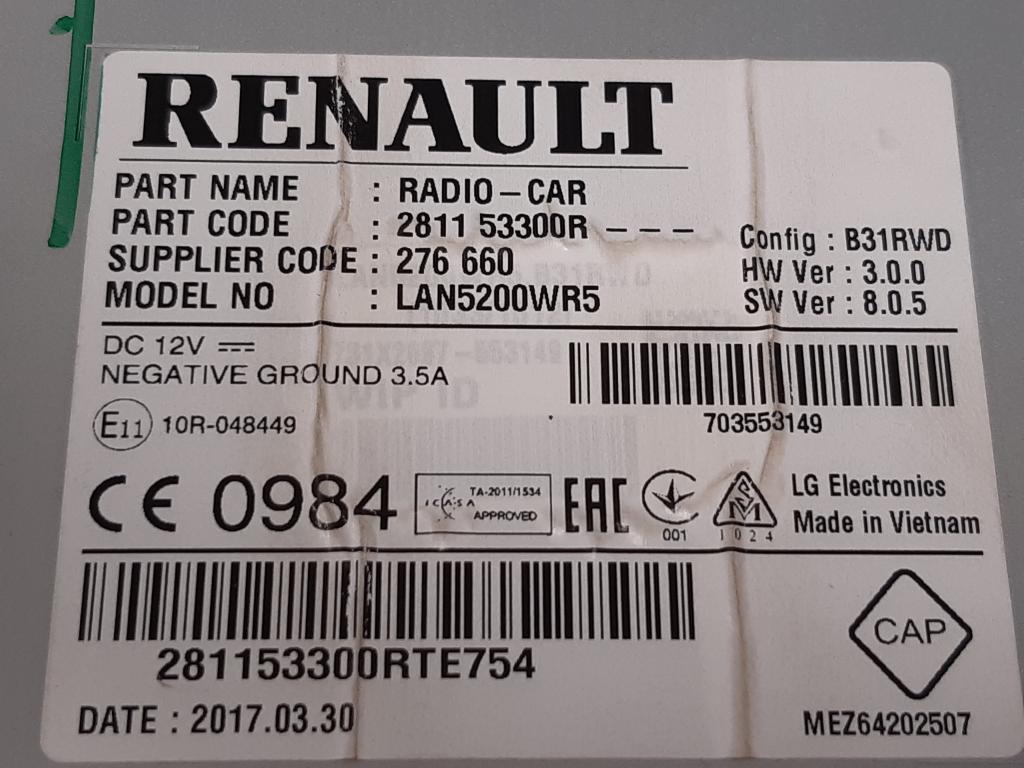 RENAULT
PART NAME : RADIO-CAR
PART CODE : 2811 53300R - - -
SUPPLIER CODE : 276 660
MODEL NO : LAN5200WR5
Config : B31RWD
HW Ver : 3.0.0
SW Ver : 8.0.5
DC 12V
NEGATIVE GROUND 3.5A
E11 10R-048449
703553149
CE 0984
ICASA
TA-2011/1534
APPROVED
EAC
001
1024
LG Electronics
Made in Vietnam
281153300RTE754
CAP
DATE : 2017.03.30
MEZ64202507